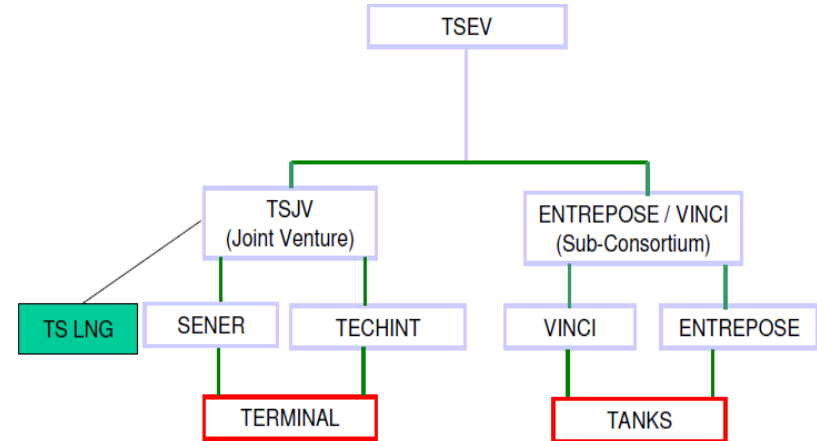 TSEV
TSJV
(Joint Venture)
ENTREPOSE / VINCI
(Sub-Consortium)
TS LNG
SENER
TECHINT
VINCI
ENTREPOSE
TERMINAL
TANKS